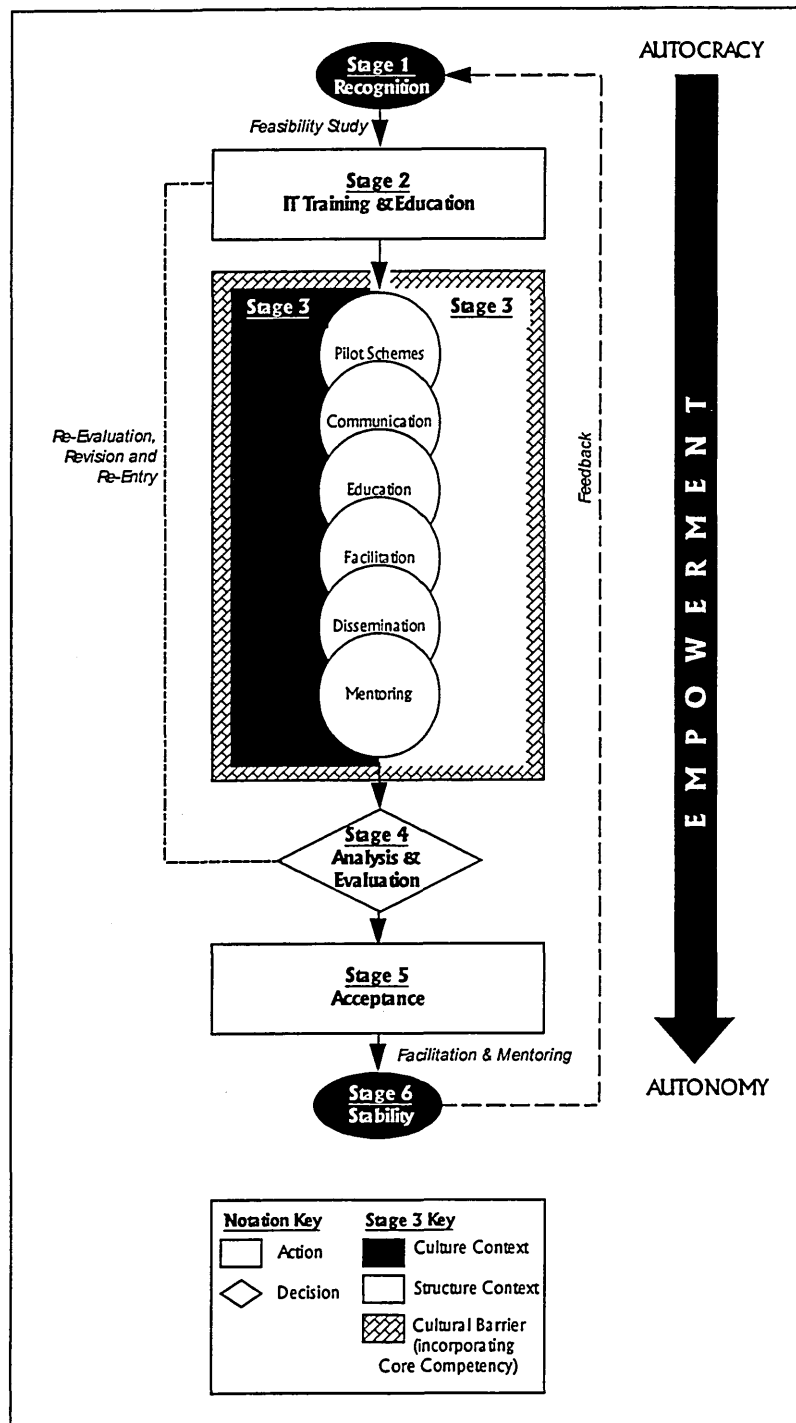 Stage 1
Recognition
AUTOCRACY
Feasibility Study
Stage 2
IT Training & Education
Stage 3
Stage 3
Pilot Schemes
Communication
Education
Facilitation
Dissemination
Mentoring
Re-Evaluation,
Revision and
Re-Entry
Feedback
EMPOWERMENT
Stage 4
Analysis &
Evaluation
Stage 5
Acceptance
Facilitation & Mentoring
Stage 6
Stability
AUTONOMY
Notation Key
Action
Decision
Stage 3 Key
Culture Context
Structure Context
Cultural Barrier
(incorporating
Core Competency)